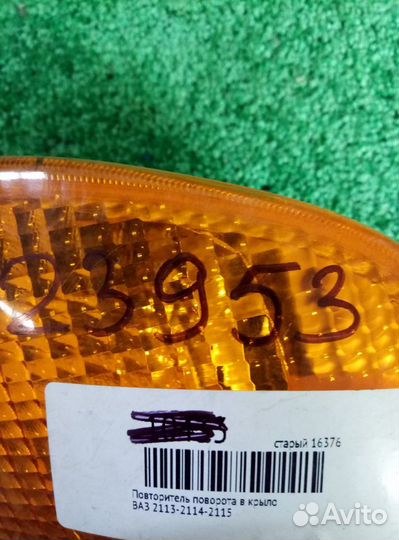 23953
старый 16376
Повторитель поворота в крыло
ВАЗ 2113-2114-2115
Avito